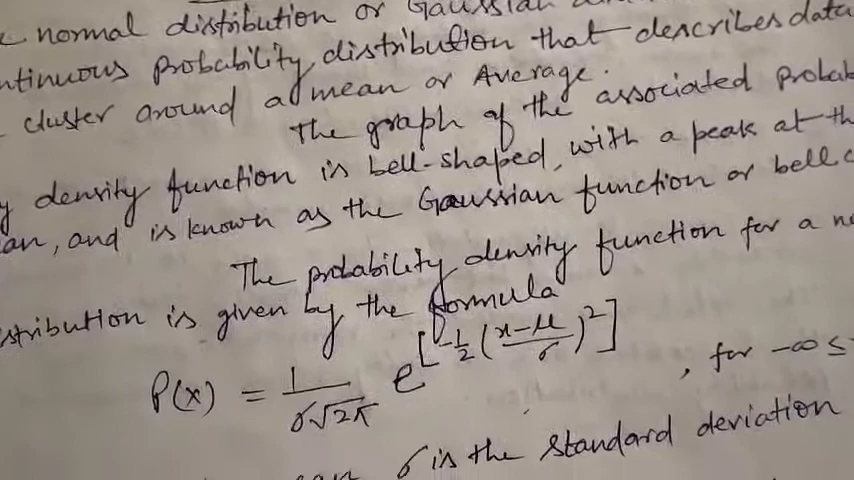 normal distribution or Gaussian
ntinuous probability distribution that describes data
cluster around a mean or Average.
The graph of the associated probab
y density function is bell-shaped, with a peak at th
an, and is known as the Gaussian function or bell c
The probability density function for a no
stribution is given by the formula
P(x) = 1/(σ√2π) e^[-1/2 ((x-μ)/σ)^2] , for -∞ ≤
σ is the standard deviation